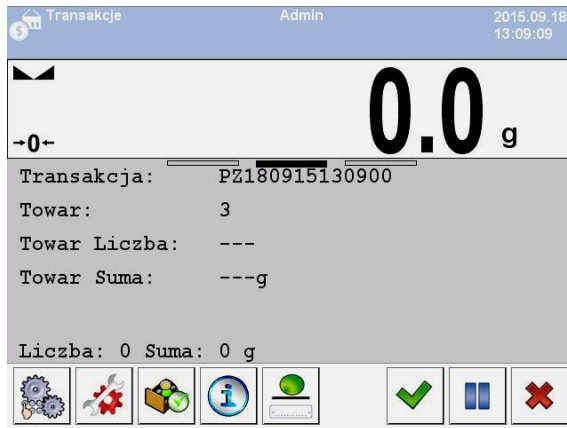 Transakcje Admin 2015.09.18
13:09:09
0.0 g
→0←
Transakcja: PZ180915130900
Towar: 3
Towar Liczba: ---
Towar Suma: ---g
Liczba: 0 Suma: 0 g